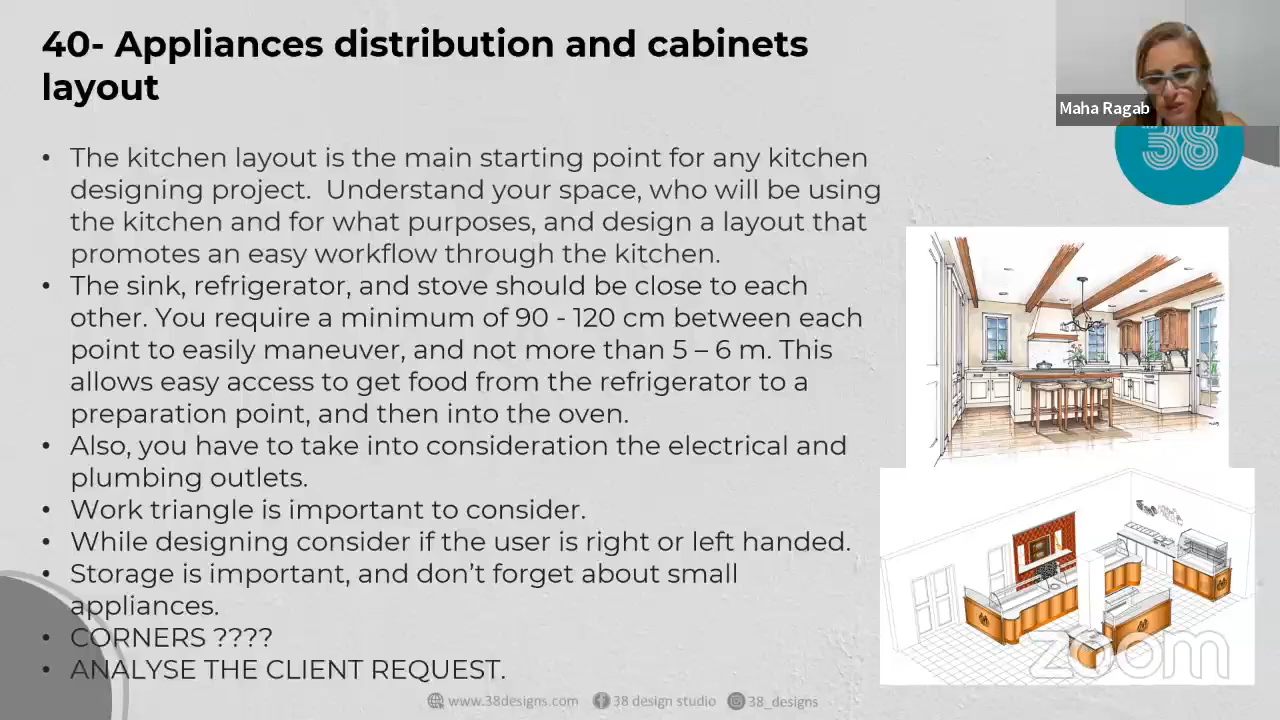 40- Appliances distribution and cabinets
layout
Maha Ragab
38
• The kitchen layout is the main starting point for any kitchen
designing project.  Understand your space, who will be using
the kitchen and for what purposes, and design a layout that
promotes an easy workflow through the kitchen.
• The sink, refrigerator, and stove should be close to each
other. You require a minimum of 90 - 120 cm between each
point to easily maneuver, and not more than 5 – 6 m. This
allows easy access to get food from the refrigerator to a
preparation point, and then into the oven.
• Also, you have to take into consideration the electrical and
plumbing outlets.
• Work triangle is important to consider.
• While designing consider if the user is right or left handed.
• Storage is important, and don’t forget about small
appliances.
• CORNERS ????
• ANALYSE THE CLIENT REQUEST.
zoom
www.38designs.com 38 design studio 38_designs